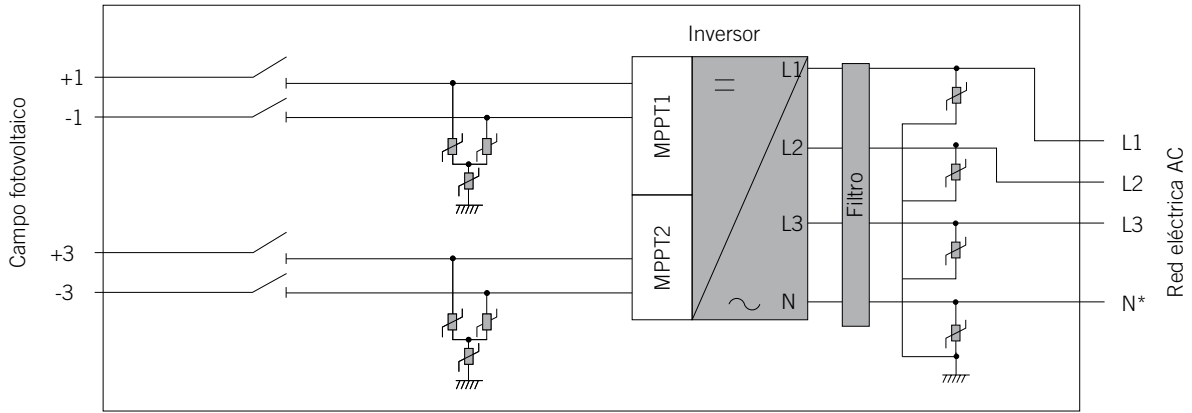 Campo fotovoltaico
+1
-1
+3
-3
Inversor
MPPT1
MPPT2
L1
L2
L3
N
Filtro
L1
L2
L3
N*
Red eléctrica AC